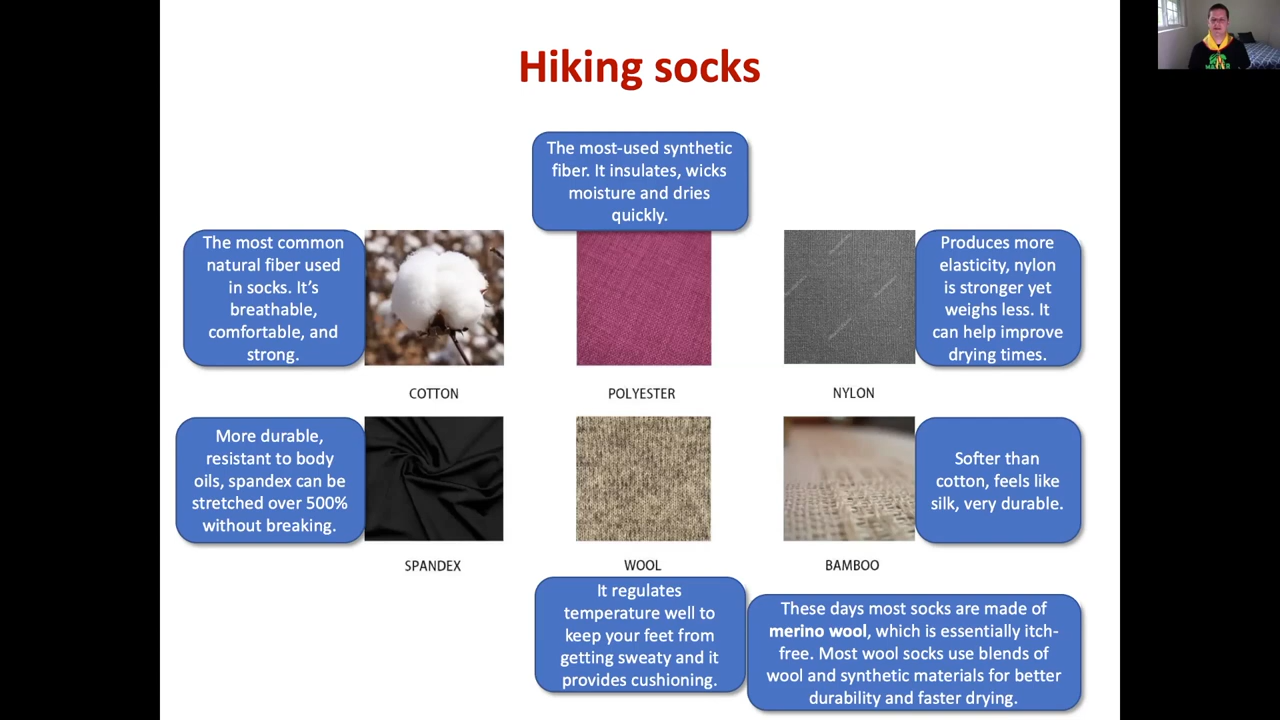 Hiking socks
The most-used synthetic
fiber. It insulates, wicks
moisture and dries
quickly.
The most common
natural fiber used
in socks. It's
breathable,
comfortable, and
strong.
Produces more
elasticity, nylon
is stronger yet
weighs less. It
can help improve
drying times.
COTTON
POLYESTER
NYLON
More durable,
resistant to body
oils, spandex can be
stretched over 500%
without breaking.
Softer than
cotton, feels like
silk, very durable.
SPANDEX
WOOL
BAMBOO
It regulates
temperature well to
keep your feet from
getting sweaty and it
provides cushioning.
These days most socks are made of
merino wool, which is essentially itch-
free. Most wool socks use blends of
wool and synthetic materials for better
durability and faster drying.